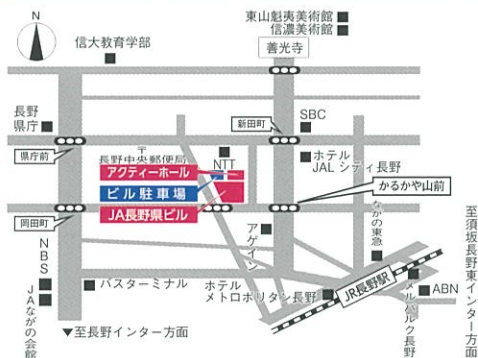 N
東山魁夷美術館
信濃美術館
善光寺
信大教育学部
長野
県庁
県庁前
新田町
SBC
〒
長野中央郵便局
NTT
ホテル
JALシティ長野
アクティーホール
ビル駐車場
JA長野県ビル
かるかや山前
岡田町
アゲイン
ながの東急
至須坂長野東インター方面
NBS
JAながの会館
バスターミナル
ホテル
メトロポリタン長野
JR長野駅
メルパルク長野
ABN
▼至長野インター方面